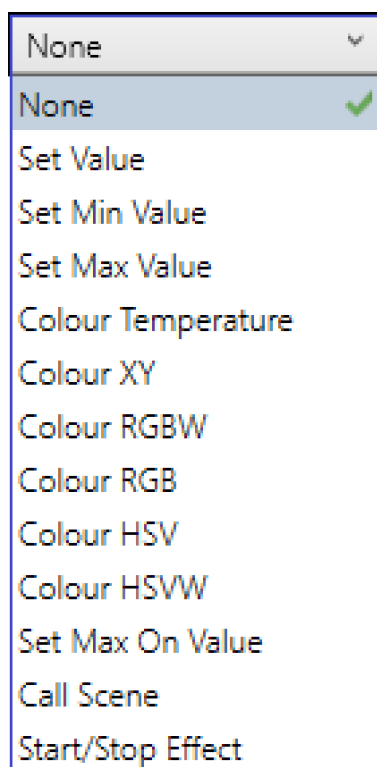 None
None
Set Value
Set Min Value
Set Max Value
Colour Temperature
Colour XY
Colour RGBW
Colour RGB
Colour HSV
Colour HSVW
Set Max On Value
Call Scene
Start/Stop Effect